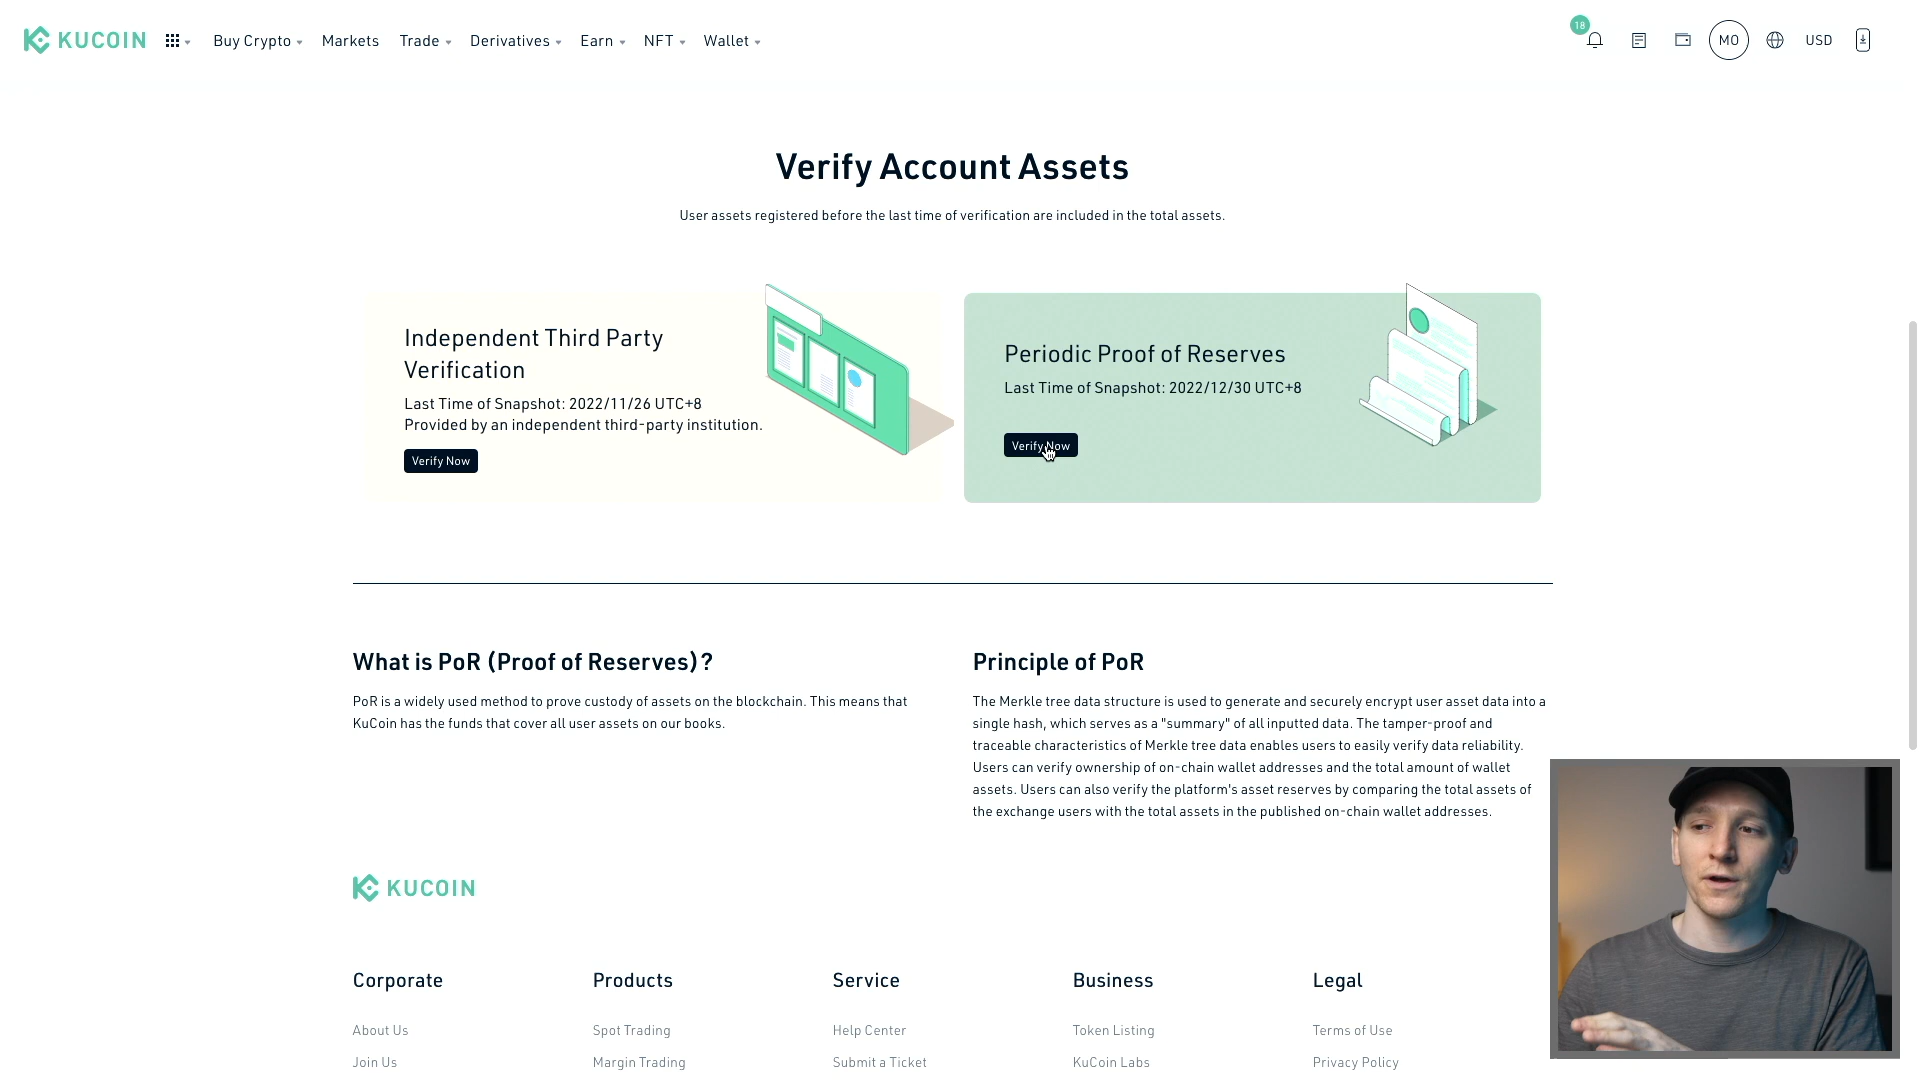 KUCOIN
Buy Crypto
Markets
Trade
Derivatives
Earn
NFT
Wallet
18
MO
USD
Verify Account Assets
User assets registered before the last time of verification are included in the total assets.
Independent Third Party
Verification
Last Time of Snapshot: 2022/11/26 UTC+8
Provided by an independent third-party institution.
Verify Now
Periodic Proof of Reserves
Last Time of Snapshot: 2022/12/30 UTC+8
Verify Now
What is PoR (Proof of Reserves)?
PoR is a widely used method to prove custody of assets on the blockchain. This means that
KuCoin has the funds that cover all user assets on our books.
Principle of PoR
The Merkle tree data structure is used to generate and securely encrypt user asset data into a
single hash, which serves as a "summary" of all inputted data. The tamper-proof and
traceable characteristics of Merkle tree data enables users to easily verify data reliability.
Users can verify ownership of on-chain wallet addresses and the total amount of wallet
assets. Users can also verify the platform's asset reserves by comparing the total assets of
the exchange users with the total assets in the published on-chain wallet addresses.
KUCOIN
Corporate
Products
Service
Business
Legal
About Us
Spot Trading
Help Center
Token Listing
Terms of Use
Join Us
Margin Trading
Submit a Ticket
KuCoin Labs
Privacy Policy